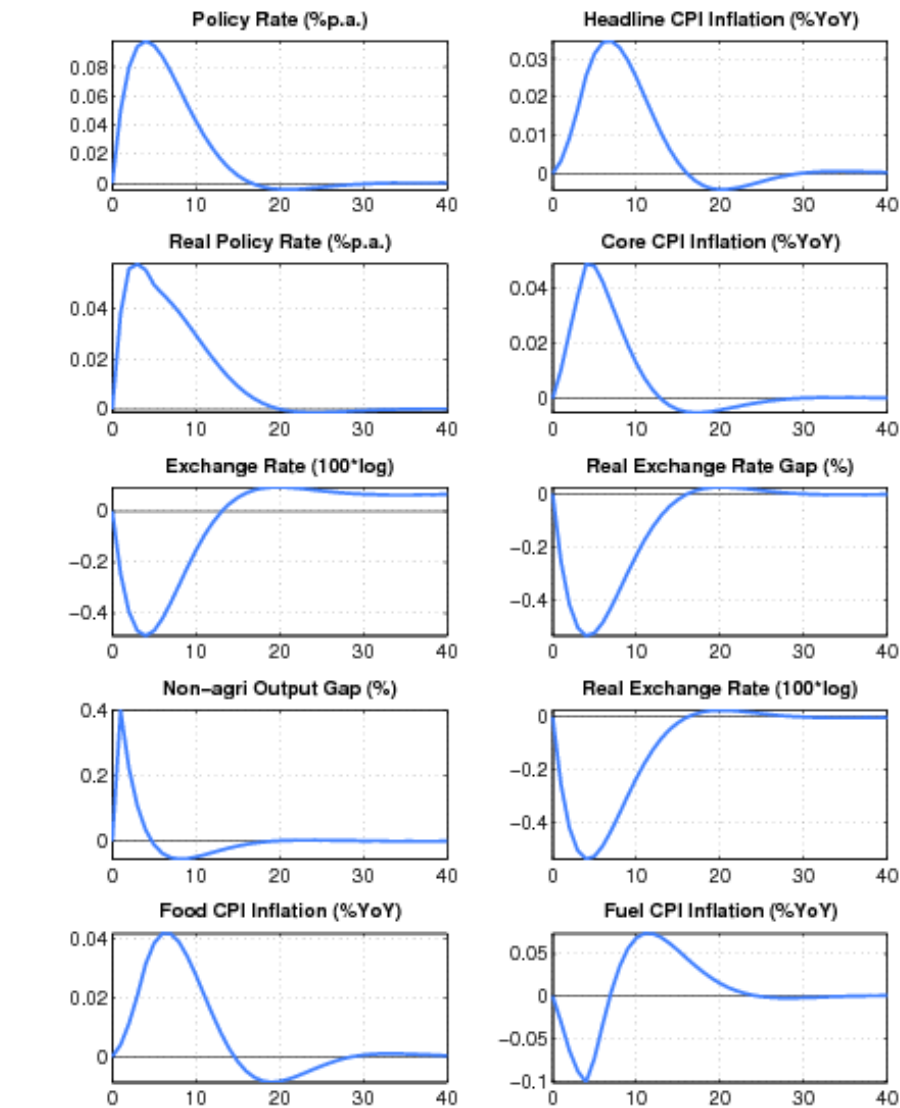 Policy Rate (%p.a.)
0.08
0.06
0.04
0.02
0
0 10 20 30 40
Headline CPI Inflation (%YoY)
0.03
0.02
0.01
0
0 10 20 30 40
Real Policy Rate (%p.a.)
0.04
0.02
0
0 10 20 30 40
Core CPI Inflation (%YoY)
0.04
0.02
0
0 10 20 30 40
Exchange Rate (100*log)
0
−0.2
−0.4
0 10 20 30 40
Real Exchange Rate Gap (%)
0
−0.2
−0.4
0 10 20 30 40
Non−agri Output Gap (%)
0.4
0.2
0
0 10 20 30 40
Real Exchange Rate (100*log)
0
−0.2
−0.4
0 10 20 30 40
Food CPI Inflation (%YoY)
0.04
0.02
0
0 10 20 30 40
Fuel CPI Inflation (%YoY)
0.05
0
−0.05
−0.1
0 10 20 30 40